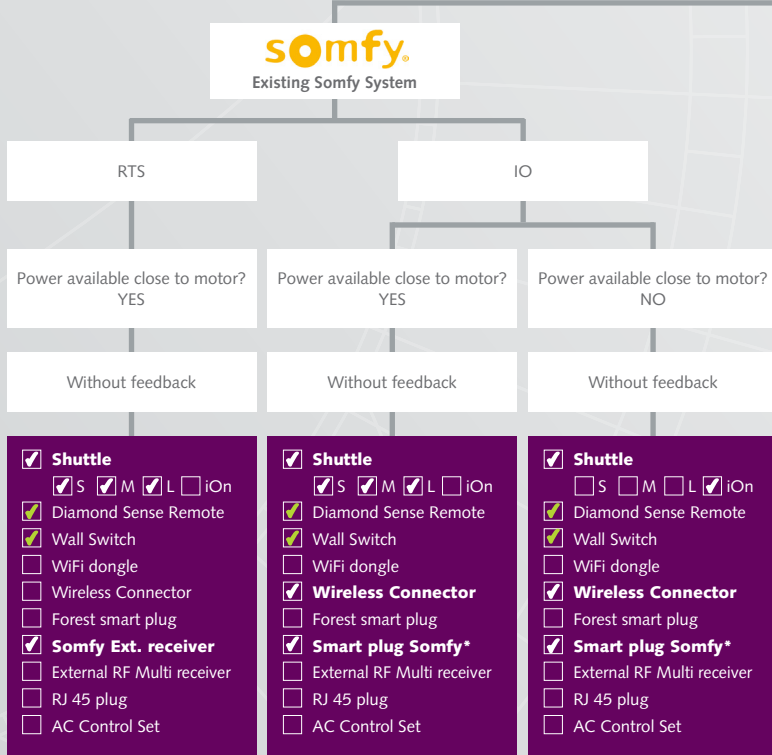 somfy®
Existing Somfy System
RTS
IO
Power available close to motor?
YES
Power available close to motor?
YES
Power available close to motor?
NO
Without feedback
Without feedback
Without feedback
Shuttle
S M L iOn
Diamond Sense Remote
Wall Switch
WiFi dongle
Wireless Connector
Forest smart plug
Somfy Ext. receiver
External RF Multi receiver
RJ 45 plug
AC Control Set
Shuttle
S M L iOn
Diamond Sense Remote
Wall Switch
WiFi dongle
Wireless Connector
Forest smart plug
Smart plug Somfy*
External RF Multi receiver
RJ 45 plug
AC Control Set
Shuttle
S M L iOn
Diamond Sense Remote
Wall Switch
WiFi dongle
Wireless Connector
Forest smart plug
Smart plug Somfy*
External RF Multi receiver
RJ 45 plug
AC Control Set